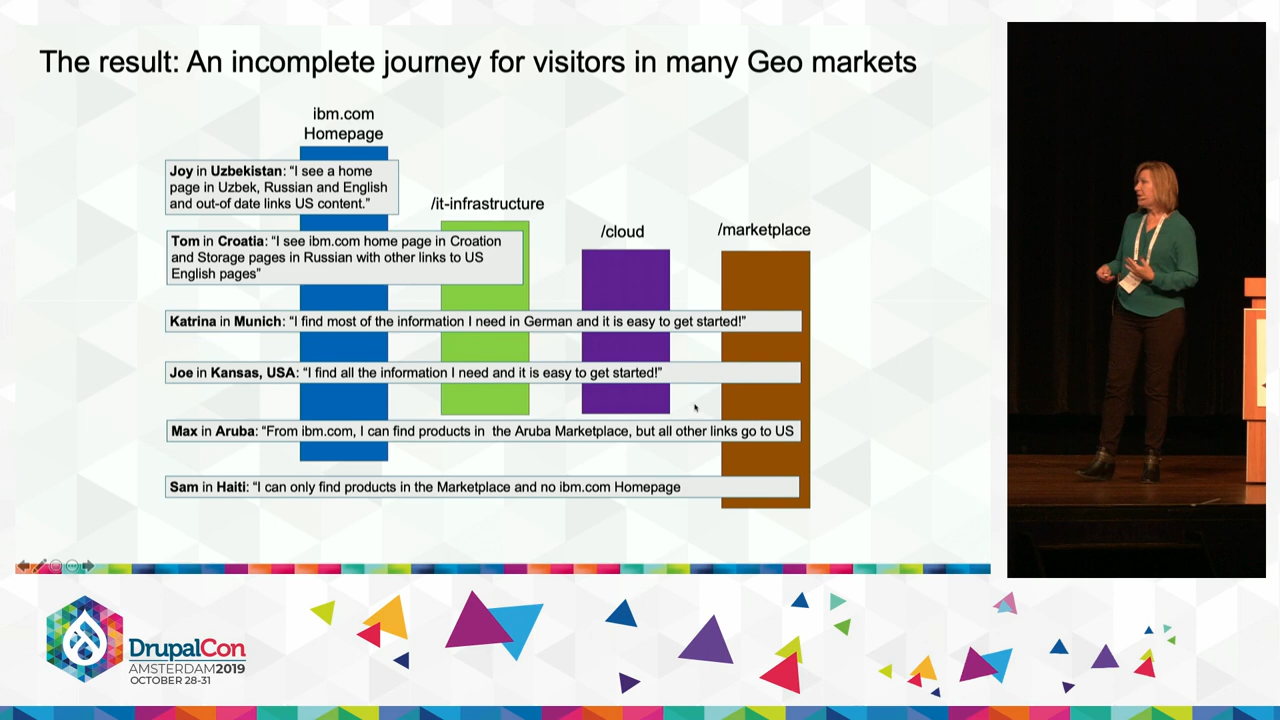 The result: An incomplete journey for visitors in many Geo markets
ibm.com
Homepage
Joy in Uzbekistan: “I see a home
page in Uzbek, Russian and English
and out-of date links US content.”
/it-infrastructure
/cloud
/marketplace
Tom in Croatia: “I see ibm.com home page in Croation
and Storage pages in Russian with other links to US
English pages”
Katrina in Munich: “I find most of the information I need in German and it is easy to get started!”
Joe in Kansas, USA: “I find all the information I need and it is easy to get started!”
Max in Aruba: “From ibm.com, I can find products in the Aruba Marketplace, but all other links go to US
Sam in Haiti: “I can only find products in the Marketplace and no ibm.com Homepage
DrupalCon
AMSTERDAM2019
OCTOBER 28-31